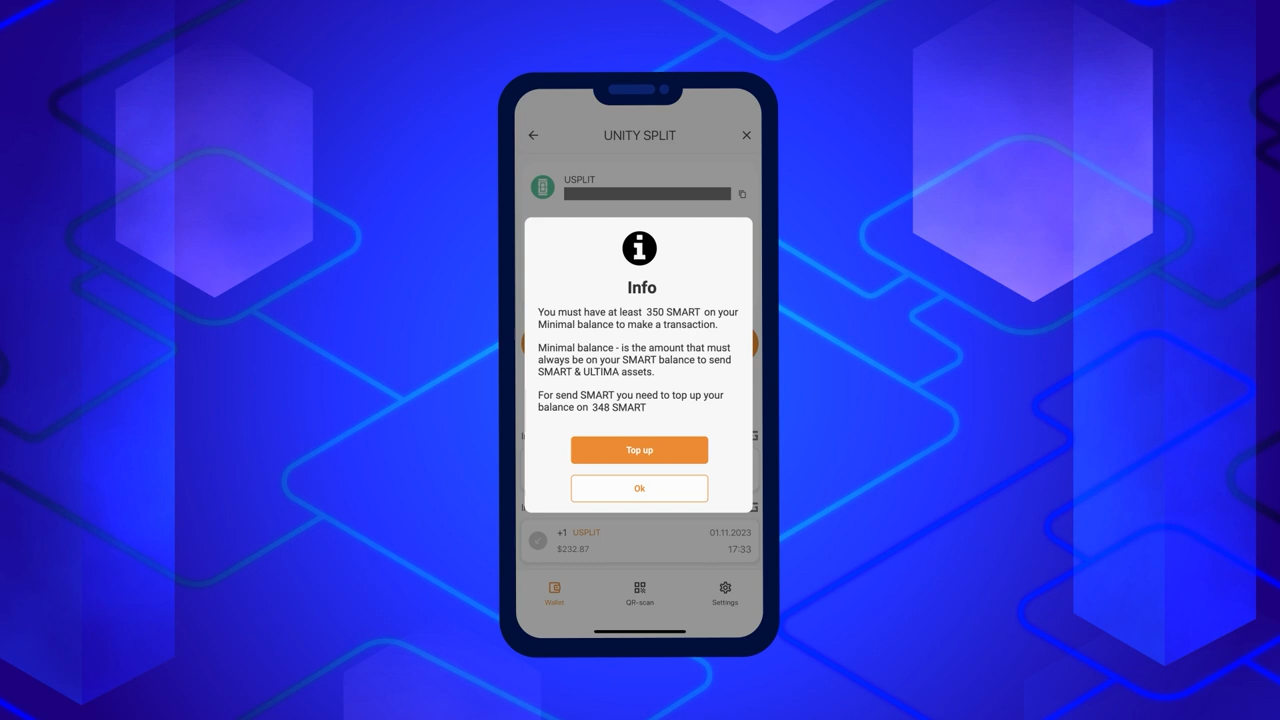 UNITY SPLIT
USPLIT
Info
You must have at least 350 SMART on your
Minimal balance to make a transaction.
Minimal balance - is the amount that must
always be on your SMART balance to send
SMART & ULTIMA assets.
For send SMART you need to top up your
balance on 348 SMART
Top up
Ok
+1 USPLIT
01.11.2023
$232.87
17:33
Wallet
QR-scan
Settings